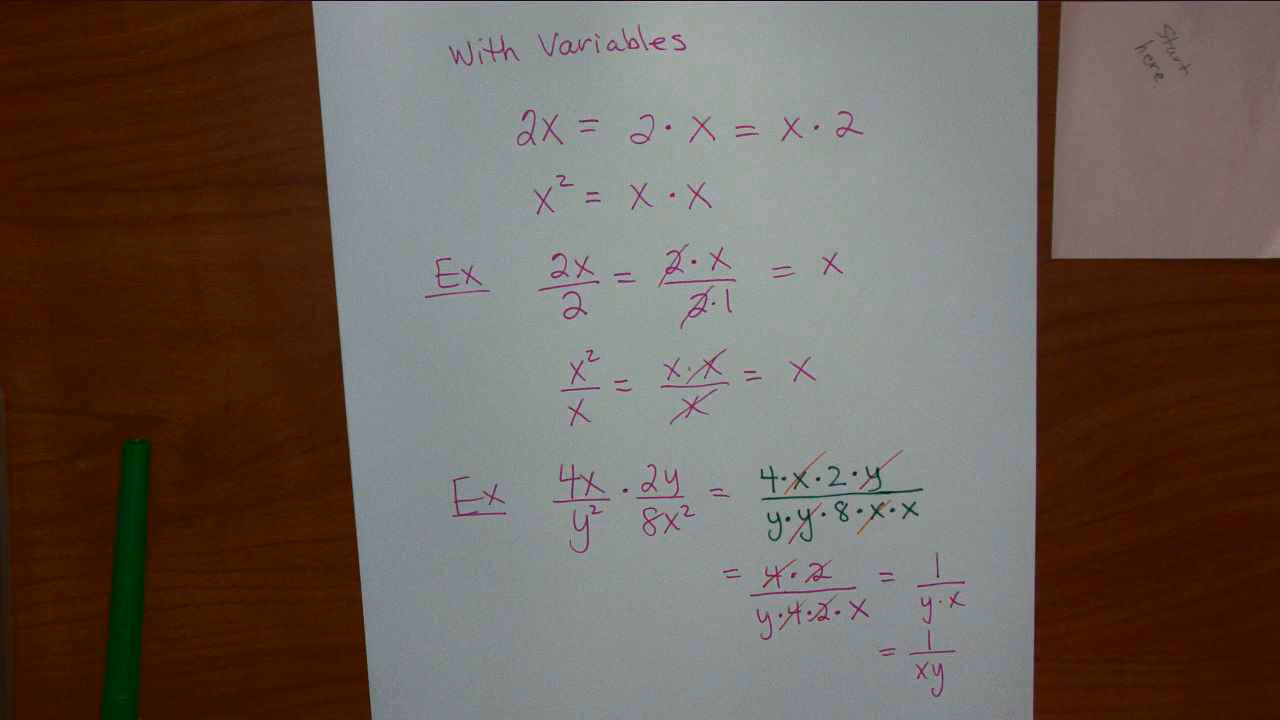 With Variables
2x = 2 · x = x · 2
x² = x · x
Ex 2x/2 = 2·x/2·1 = x
x²/x = x·x/x = x
Ex 4x/y² · 2y/8x² = 4·x·2·y/y·y·8·x·x
= 4·2/y·4·2·x = 1/y·x
= 1/xy
Start
here